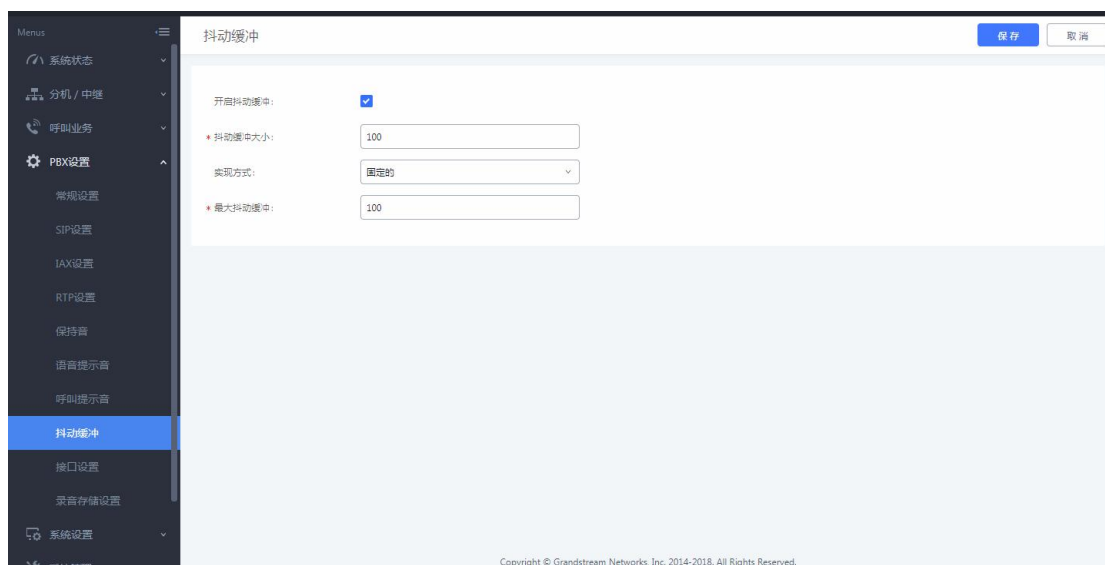 Menus
系统状态
分机 / 中继
呼叫业务
PBX设置
常规设置
SIP设置
IAX设置
RTP设置
保持音
语音提示音
呼叫提示音
抖动缓冲
接口设置
录音存储设置
系统设置
抖动缓冲
保存
取消
开启抖动缓冲：
* 抖动缓冲大小：
100
实现方式：
固定的
* 最大抖动缓冲：
100
Copyright © Grandstream Networks, Inc. 2014-2018. All Rights Reserved.